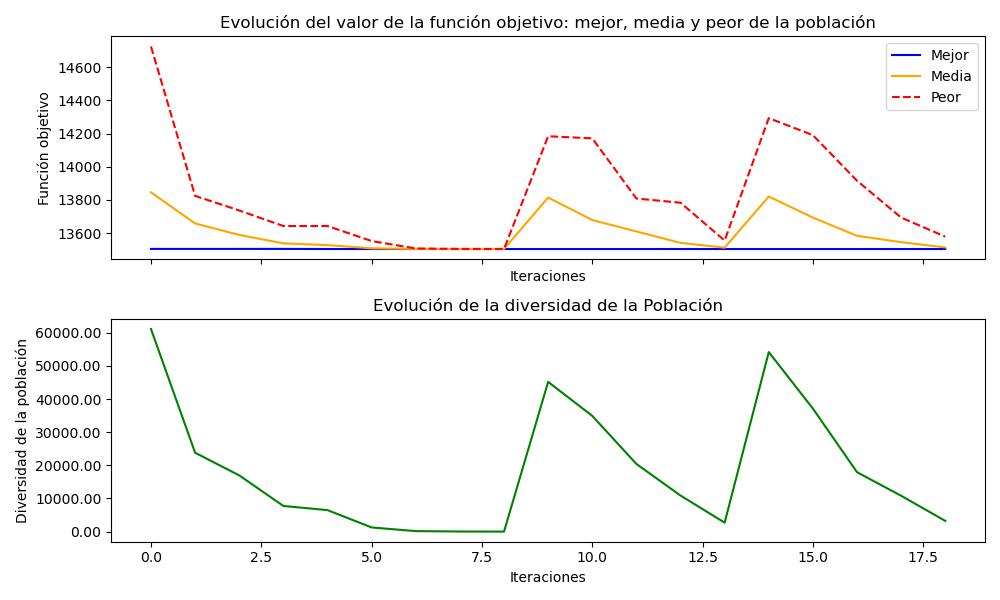 Evolución del valor de la función objetivo: mejor, media y peor de la población
Función objetivo
14600
14400
14200
14000
13800
13600
Mejor
Media
Peor
Iteraciones
Evolución de la diversidad de la Población
Diversidad de la población
60000.00
50000.00
40000.00
30000.00
20000.00
10000.00
0.00
0.0 2.5 5.0 7.5 10.0 12.5 15.0 17.5
Iteraciones